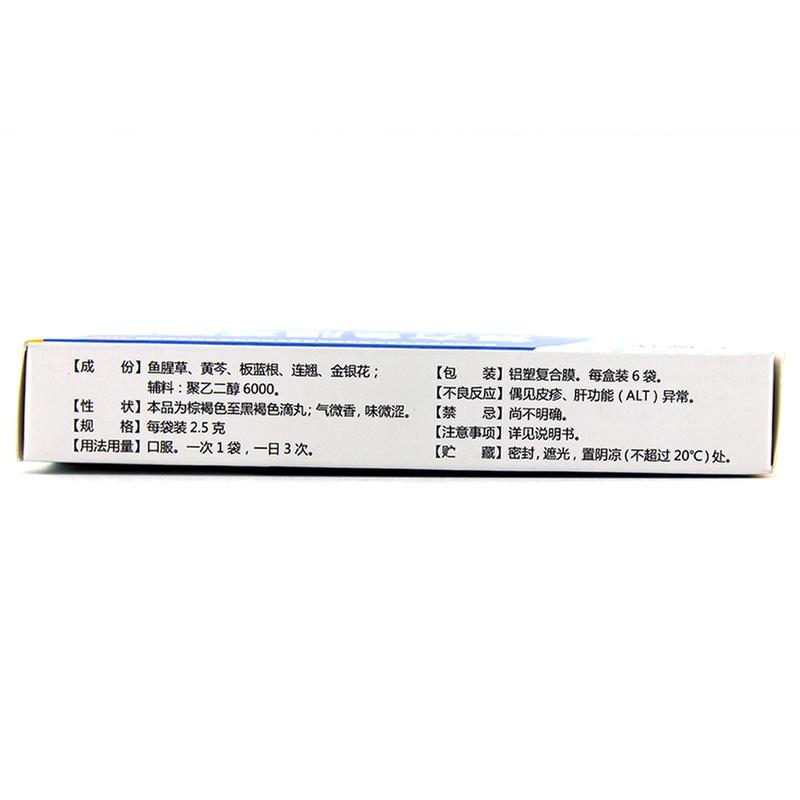 【成 份】鱼腥草、黄芩、板蓝根、连翘、金银花；
辅料：聚乙二醇6000。
【性 状】本品为棕褐色至黑褐色滴丸；气微香，味微涩。
【规 格】每袋装 2.5 克
【用法用量】口服。一次 1 袋，一日 3 次。
【包 装】铝塑复合膜。每盒装 6 袋。
【不良反应】偶见皮疹、肝功能（ALT）异常。
【禁 忌】尚不明确。
【注意事项】详见说明书。
【贮 藏】密封，遮光，置阴凉（不超过 20℃）处。